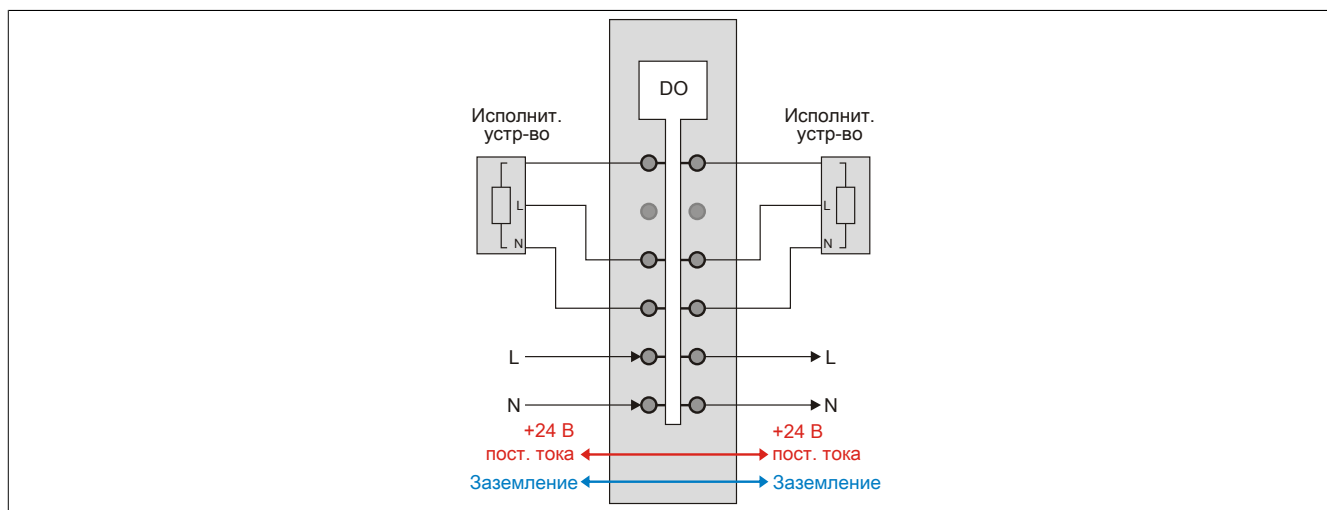 DO
Исполнит.
устр-во
Исполнит.
устр-во
L
L
N
N
L
L
N
N
+24 В
пост. тока
+24 В
пост. тока
Заземление
Заземление